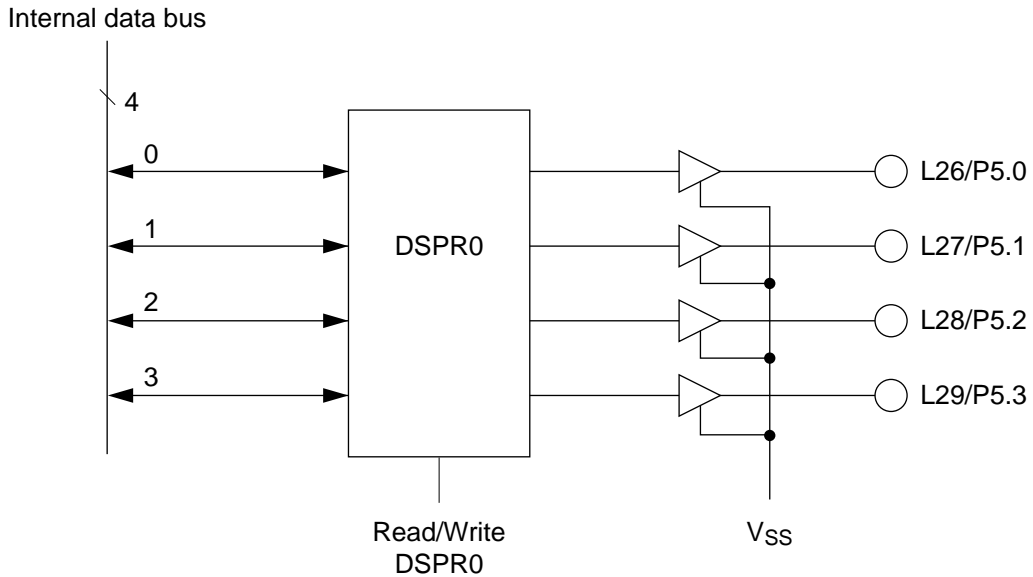 Internal data bus
4
0
L26/P5.0
1
DSPR0
L27/P5.1
2
L28/P5.2
3
L29/P5.3
Read/Write
DSPR0
VSS